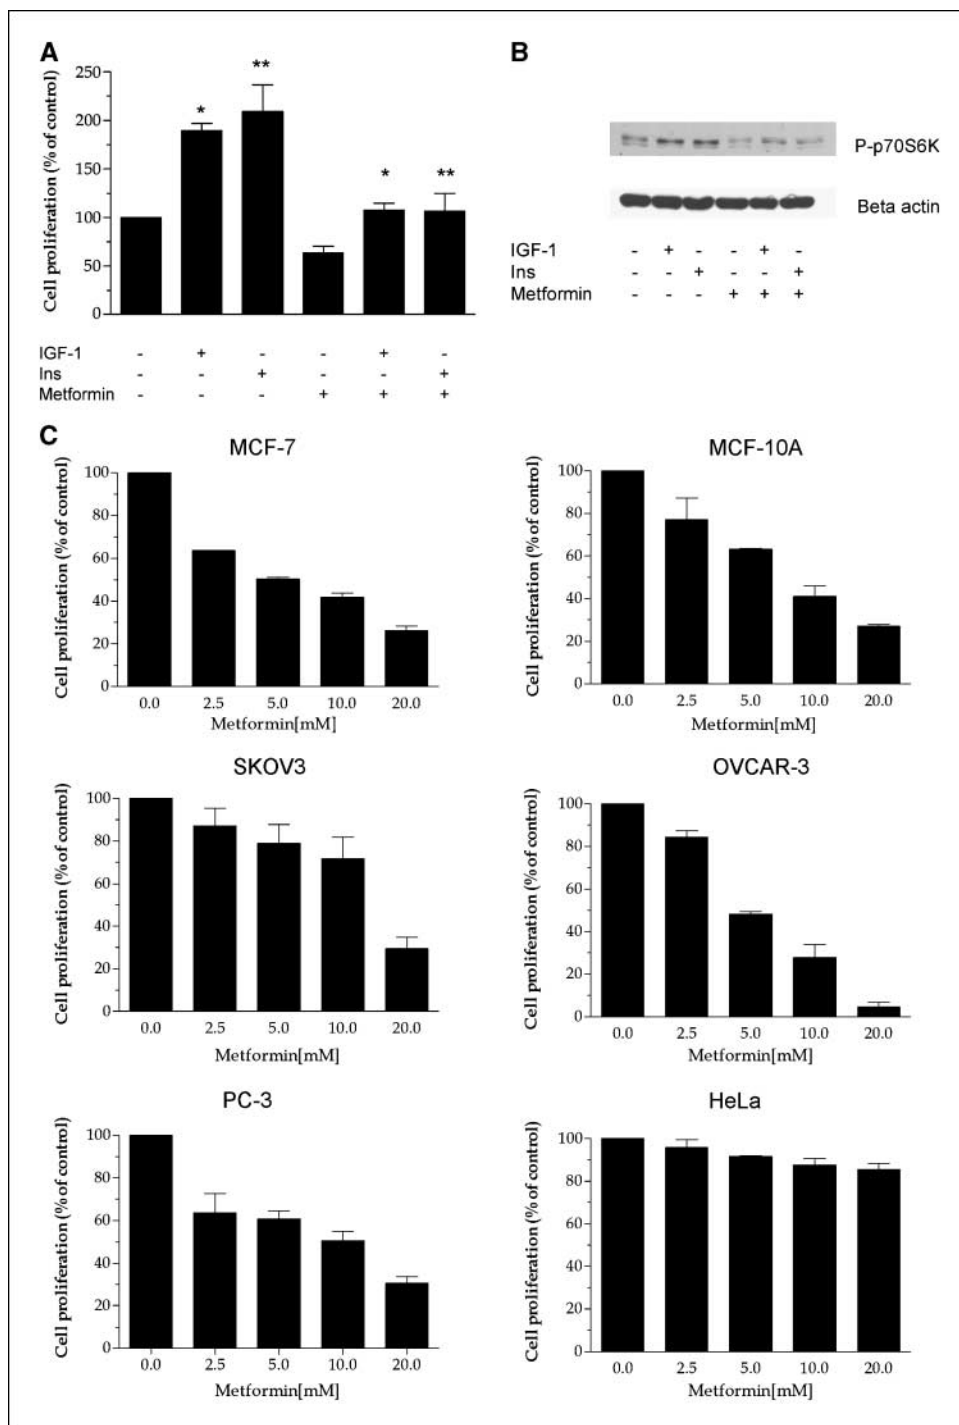 A
Cell proliferation (% of control)
250
200
150
100
50
0
*
**
*
**
IGF-1 - + - - + -
Ins - - + - - +
Metformin - - - + + +
B
P-p70S6K
Beta actin
IGF-1 - + - - + -
Ins - - + - - +
Metformin - - - + + +
C
MCF-7
Cell proliferation (% of control)
100
80
60
40
20
0
0.0 2.5 5.0 10.0 20.0
Metformin[mM]
MCF-10A
Cell proliferation (% of control)
100
80
60
40
20
0
0.0 2.5 5.0 10.0 20.0
Metformin[mM]
SKOV3
Cell proliferation (% of control)
100
80
60
40
20
0
0.0 2.5 5.0 10.0 20.0
Metformin[mM]
OVCAR-3
Cell proliferation (% of control)
100
80
60
40
20
0
0.0 2.5 5.0 10.0 20.0
Metformin[mM]
PC-3
Cell proliferation (% of control)
100
80
60
40
20
0
0.0 2.5 5.0 10.0 20.0
Metformin[mM]
HeLa
Cell proliferation (% of control)
100
80
60
40
20
0
0.0 2.5 5.0 10.0 20.0
Metformin[mM]